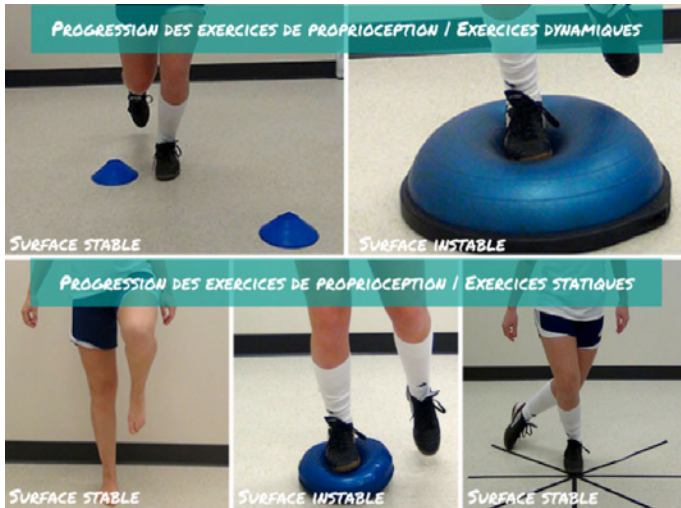 Progression des exercices de proprioception / Exercices dynamiques
Surface stable
Surface instable
Progression des exercices de proprioception / Exercices statiques
Surface stable
Surface instable
Surface stable